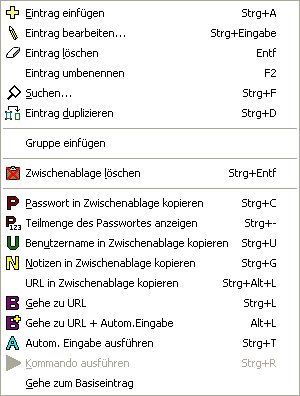 Eintrag einfügen Strg+A
Eintrag bearbeiten... Strg+Eingabe
Eintrag löschen Entf
Eintrag umbenennen F2
Suchen... Strg+F
Eintrag duplizieren Strg+D
Gruppe einfügen
Zwischenablage löschen Strg+Entf
P Passwort in Zwischenablage kopieren Strg+C
P123 Teilmenge des Passwortes anzeigen Strg+-
U Benutzername in Zwischenablage kopieren Strg+U
N Notizen in Zwischenablage kopieren Strg+G
URL in Zwischenablage kopieren Strg+Alt+L
B Gehe zu URL Strg+L
B Gehe zu URL + Autom.Eingabe Alt+L
A Autom. Eingabe ausführen Strg+T
Kommando ausführen Strg+R
Gehe zum Basiseintrag